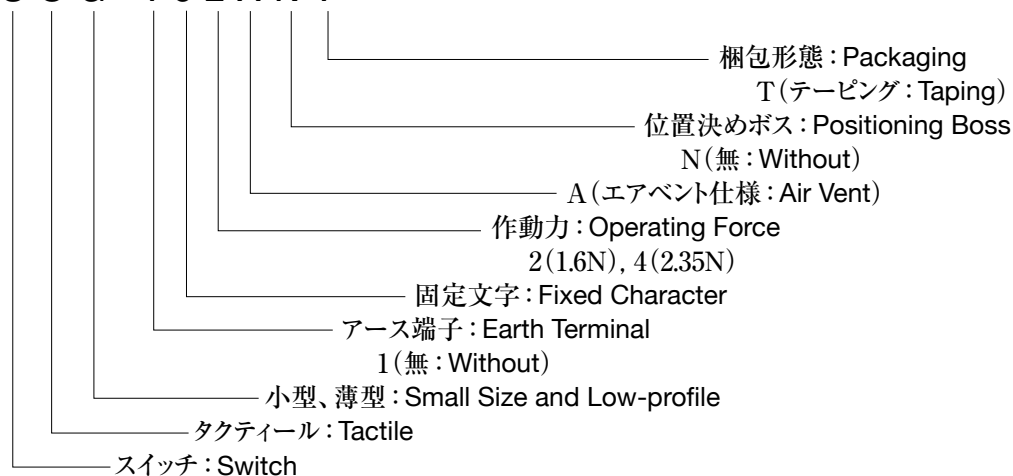 梱包形態：Packaging
T（テーピング：Taping）
位置決めボス：Positioning Boss
N（無：Without）
A（エアベント仕様：Air Vent）
作動力：Operating Force
2（1.6N）, 4（2.35N）
固定文字：Fixed Character
アース端子：Earth Terminal
1（無：Without）
小型、薄型：Small Size and Low-profile
タクティール：Tactile
スイッチ：Switch